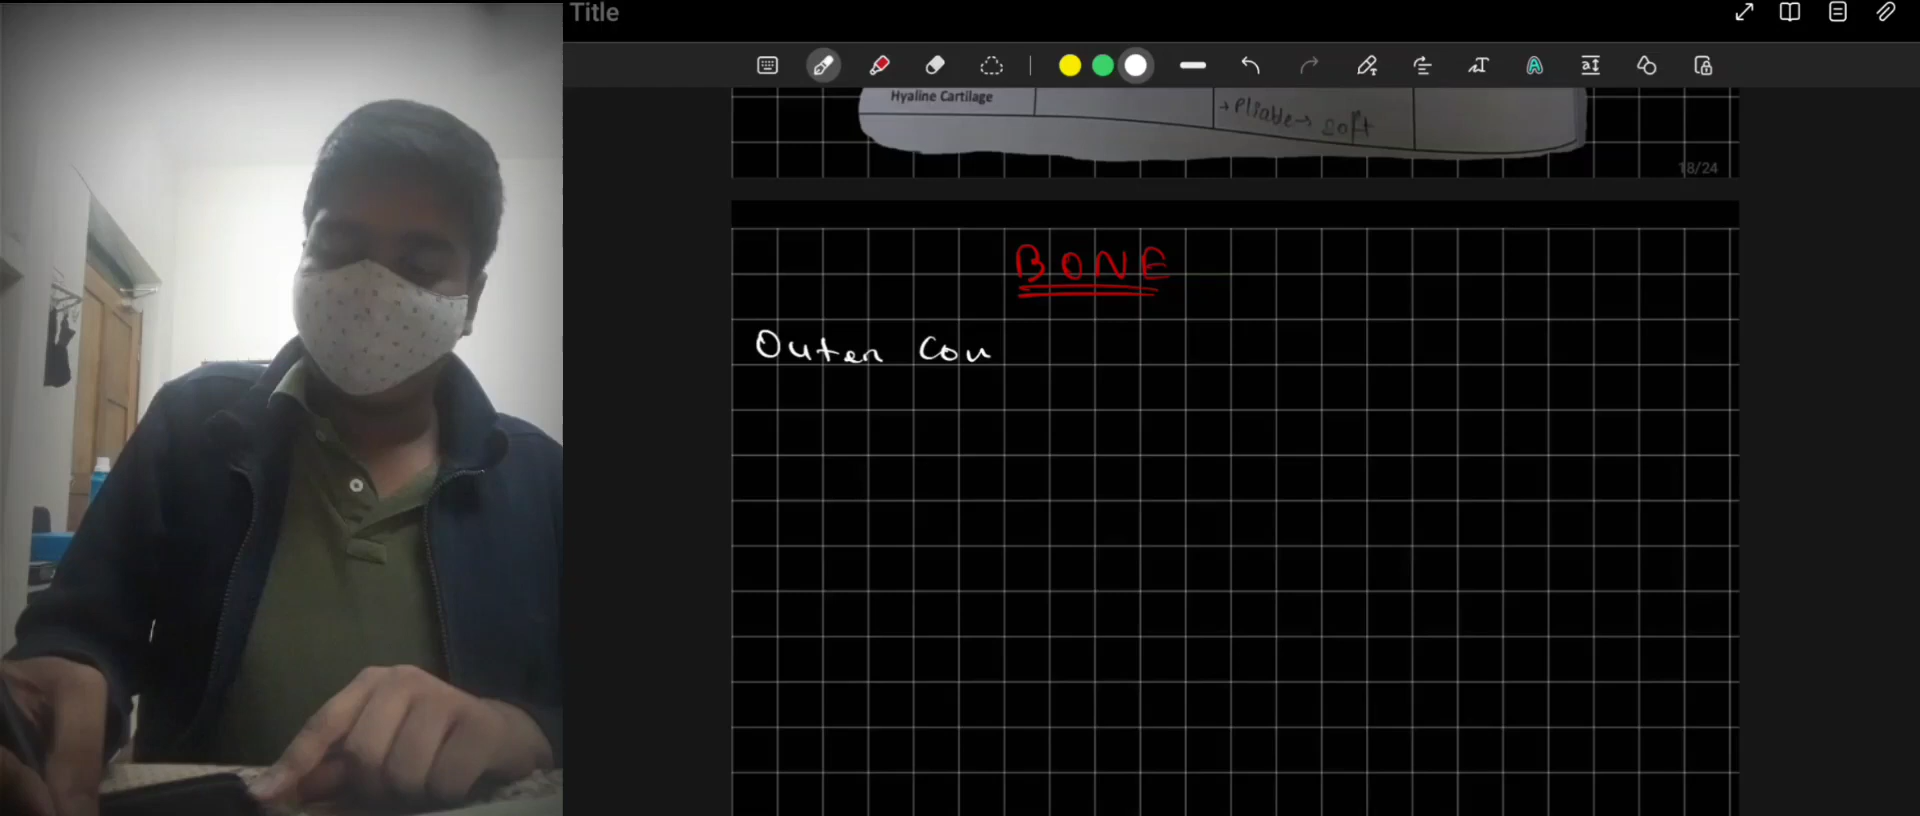 Title
Hyaline Cartilage
→ Pliable → soft
18/24
BONE
Outer Cou